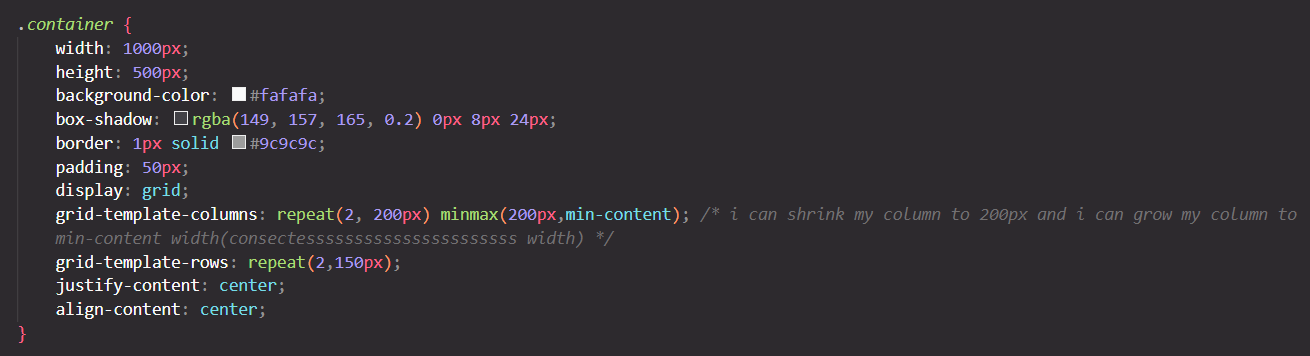 .container {
    width: 1000px;
    height: 500px;
    background-color: #fafafa;
    box-shadow: rgba(149, 157, 165, 0.2) 0px 8px 24px;
    border: 1px solid #9c9c9c;
    padding: 50px;
    display: grid;
    grid-template-columns: repeat(2, 200px) minmax(200px,min-content); /* i can shrink my column to 200px and i can grow my column to
    min-content width(consectesssssssssssssssssssssss width) */
    grid-template-rows: repeat(2,150px);
    justify-content: center;
    align-content: center;
}